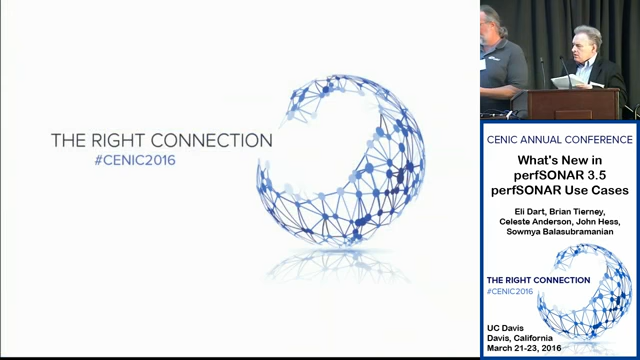 THE RIGHT CONNECTION
#CENIC2016
CENIC ANNUAL CONFERENCE
What's New in
perfSONAR 3.5
perfSONAR Use Cases
Eli Dart, Brian Tierney,
Celeste Anderson, John Hess,
Sowmya Balasubramanian
THE RIGHT CONNECTION
#CENIC2016
UC Davis
Davis, California
March 21-23, 2016